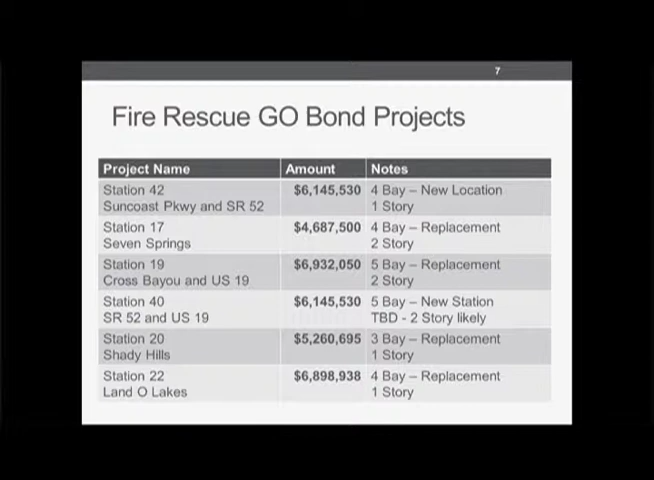 7
Fire Rescue GO Bond Projects
Project Name Amount Notes
Station 42 $6,145,530 4 Bay – New Location
Suncoast Pkwy and SR 52 1 Story
Station 17 $4,687,500 4 Bay – Replacement
Seven Springs 2 Story
Station 19 $6,932,050 5 Bay – Replacement
Cross Bayou and US 19 2 Story
Station 40 $6,145,530 5 Bay – New Station
SR 52 and US 19 TBD - 2 Story likely
Station 20 $5,260,695 3 Bay – Replacement
Shady Hills 1 Story
Station 22 $6,898,938 4 Bay – Replacement
Land O Lakes 1 Story